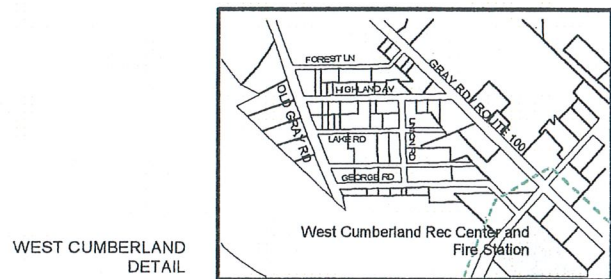 FOREST LN
HIGHLAND AV
GRAY RD / ROUTE 100
OLD GRAY RD
LAKE RD
GEORGE RD
West Cumberland Rec Center and
Fire Station
WEST CUMBERLAND
DETAIL